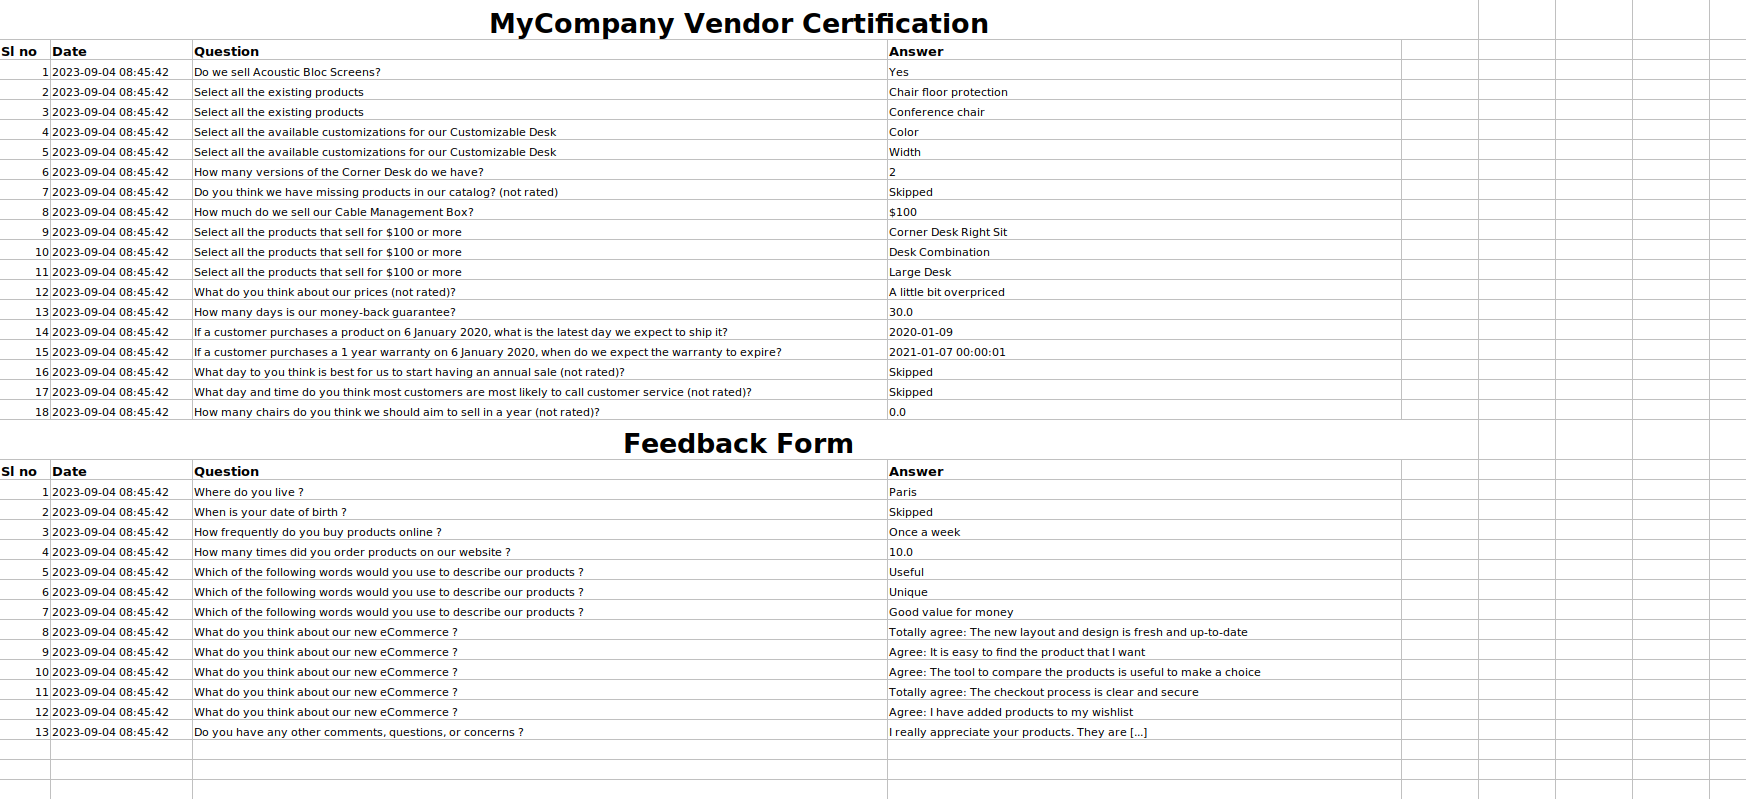 MyCompany Vendor Certification
Sl no Date Question Answer
1 2023-09-04 08:45:42 Do we sell Acoustic Bloc Screens? Yes
2 2023-09-04 08:45:42 Select all the existing products Chair floor protection
3 2023-09-04 08:45:42 Select all the existing products Conference chair
4 2023-09-04 08:45:42 Select all the available customizations for our Customizable Desk Color
5 2023-09-04 08:45:42 Select all the available customizations for our Customizable Desk Width
6 2023-09-04 08:45:42 How many versions of the Corner Desk do we have? 2
7 2023-09-04 08:45:42 Do you think we have missing products in our catalog? (not rated) Skipped
8 2023-09-04 08:45:42 How much do we sell our Cable Management Box? $100
9 2023-09-04 08:45:42 Select all the products that sell for $100 or more Corner Desk Right Sit
10 2023-09-04 08:45:42 Select all the products that sell for $100 or more Desk Combination
11 2023-09-04 08:45:42 Select all the products that sell for $100 or more Large Desk
12 2023-09-04 08:45:42 What do you think about our prices (not rated)? A little bit overpriced
13 2023-09-04 08:45:42 How many days is our money-back guarantee? 30.0
14 2023-09-04 08:45:42 If a customer purchases a product on 6 January 2020, what is the latest day we expect to ship it? 2020-01-09
15 2023-09-04 08:45:42 If a customer purchases a 1 year warranty on 6 January 2020, when do we expect the warranty to expire? 2021-01-07 00:00:01
16 2023-09-04 08:45:42 What day to you think is best for us to start having an annual sale (not rated)? Skipped
17 2023-09-04 08:45:42 What day and time do you think most customers are most likely to call customer service (not rated)? Skipped
18 2023-09-04 08:45:42 How many chairs do you think we should aim to sell in a year (not rated)? 0.0
Feedback Form
Sl no Date Question Answer
1 2023-09-04 08:45:42 Where do you live ? Paris
2 2023-09-04 08:45:42 When is your date of birth ? Skipped
3 2023-09-04 08:45:42 How frequently do you buy products online ? Once a week
4 2023-09-04 08:45:42 How many times did you order products on our website ? 10.0
5 2023-09-04 08:45:42 Which of the following words would you use to describe our products ? Useful
6 2023-09-04 08:45:42 Which of the following words would you use to describe our products ? Unique
7 2023-09-04 08:45:42 Which of the following words would you use to describe our products ? Good value for money
8 2023-09-04 08:45:42 What do you think about our new eCommerce ? Totally agree: The new layout and design is fresh and up-to-date
9 2023-09-04 08:45:42 What do you think about our new eCommerce ? Agree: It is easy to find the product that I want
10 2023-09-04 08:45:42 What do you think about our new eCommerce ? Agree: The tool to compare the products is useful to make a choice
11 2023-09-04 08:45:42 What do you think about our new eCommerce ? Totally agree: The checkout process is clear and secure
12 2023-09-04 08:45:42 What do you think about our new eCommerce ? Agree: I have added products to my wishlist
13 2023-09-04 08:45:42 Do you have any other comments, questions, or concerns ? I really appreciate your products. They are [...]